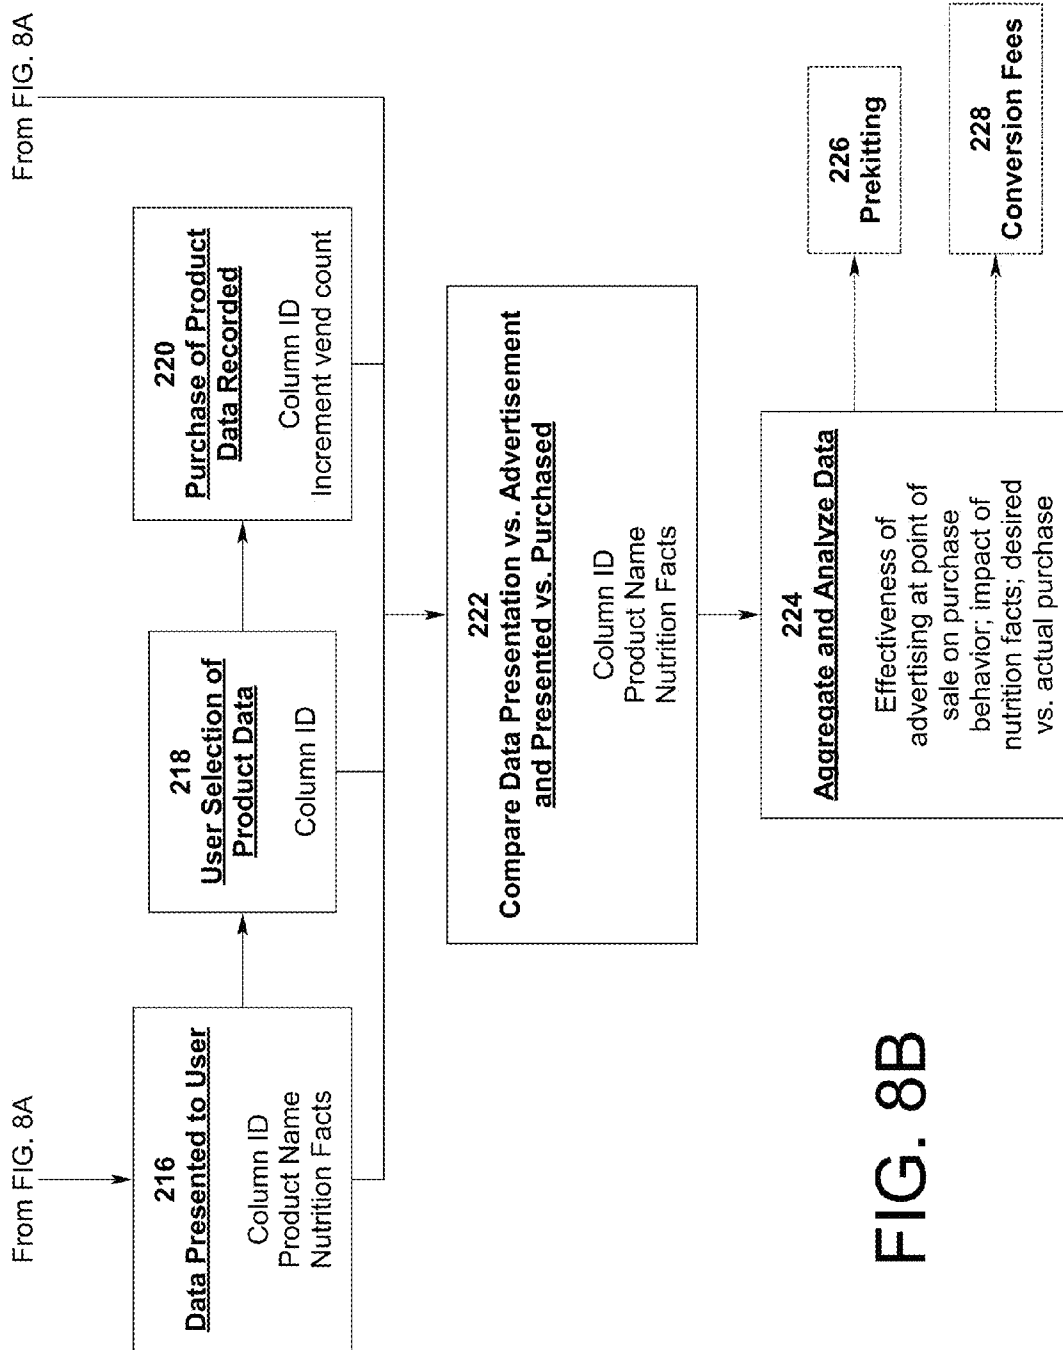 From FIG. 8A
From FIG. 8A
216
Data Presented to User
Column ID
Product Name
Nutrition Facts
218
User Selection of
Product Data
Column ID
220
Purchase of Product
Data Recorded
Column ID
Increment vend count
222
Compare Data Presentation vs. Advertisement
and Presented vs. Purchased
Column ID
Product Name
Nutrition Facts
224
Aggregate and Analyze Data
Effectiveness of
advertising at point of
sale on purchase
behavior; impact of
nutrition facts; desired
vs. actual purchase
226
Prekitting
228
Conversion Fees
FIG. 8B